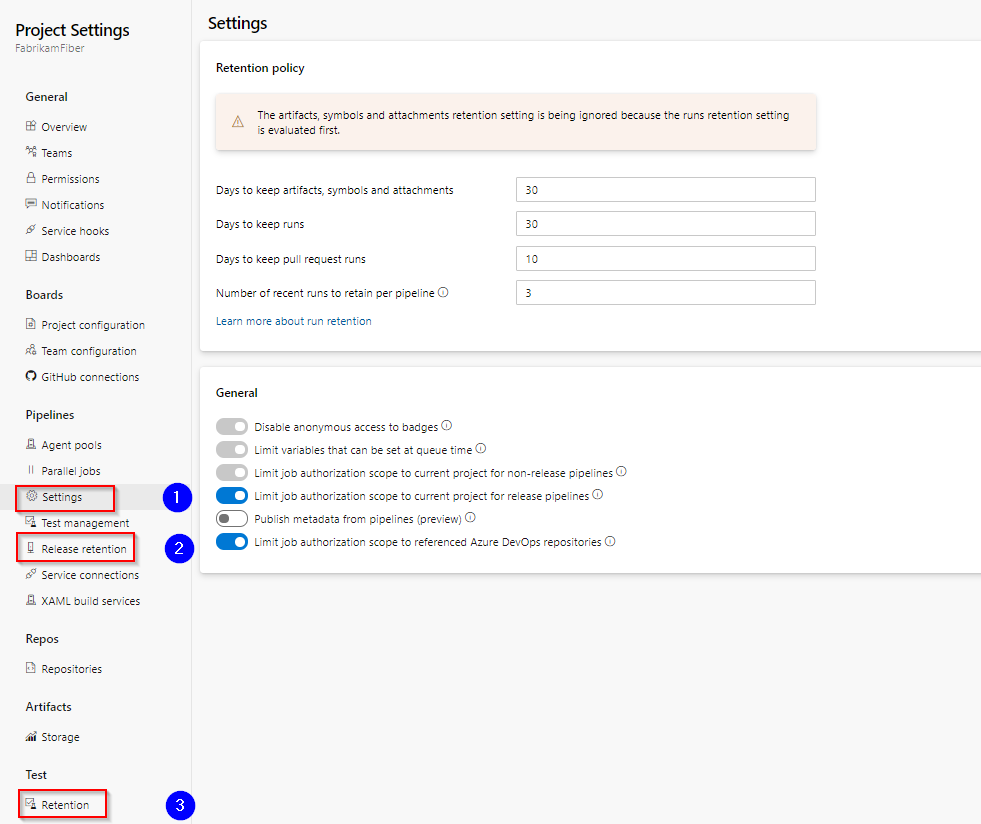 Project Settings
FabrikamFiber
General
Overview
Teams
Permissions
Notifications
Service hooks
Dashboards
Boards
Project configuration
Team configuration
GitHub connections
Pipelines
Agent pools
Parallel jobs
Settings
1
Test management
Release retention
2
Service connections
XAML build services
Repos
Repositories
Artifacts
Storage
Test
Retention
3
Settings
Retention policy
The artifacts, symbols and attachments retention setting is being ignored because the runs retention setting
is evaluated first.
Days to keep artifacts, symbols and attachments 30
Days to keep runs 30
Days to keep pull request runs 10
Number of recent runs to retain per pipeline 3
Learn more about run retention
General
Disable anonymous access to badges
Limit variables that can be set at queue time
Limit job authorization scope to current project for non-release pipelines
Limit job authorization scope to current project for release pipelines
Publish metadata from pipelines (preview)
Limit job authorization scope to referenced Azure DevOps repositories